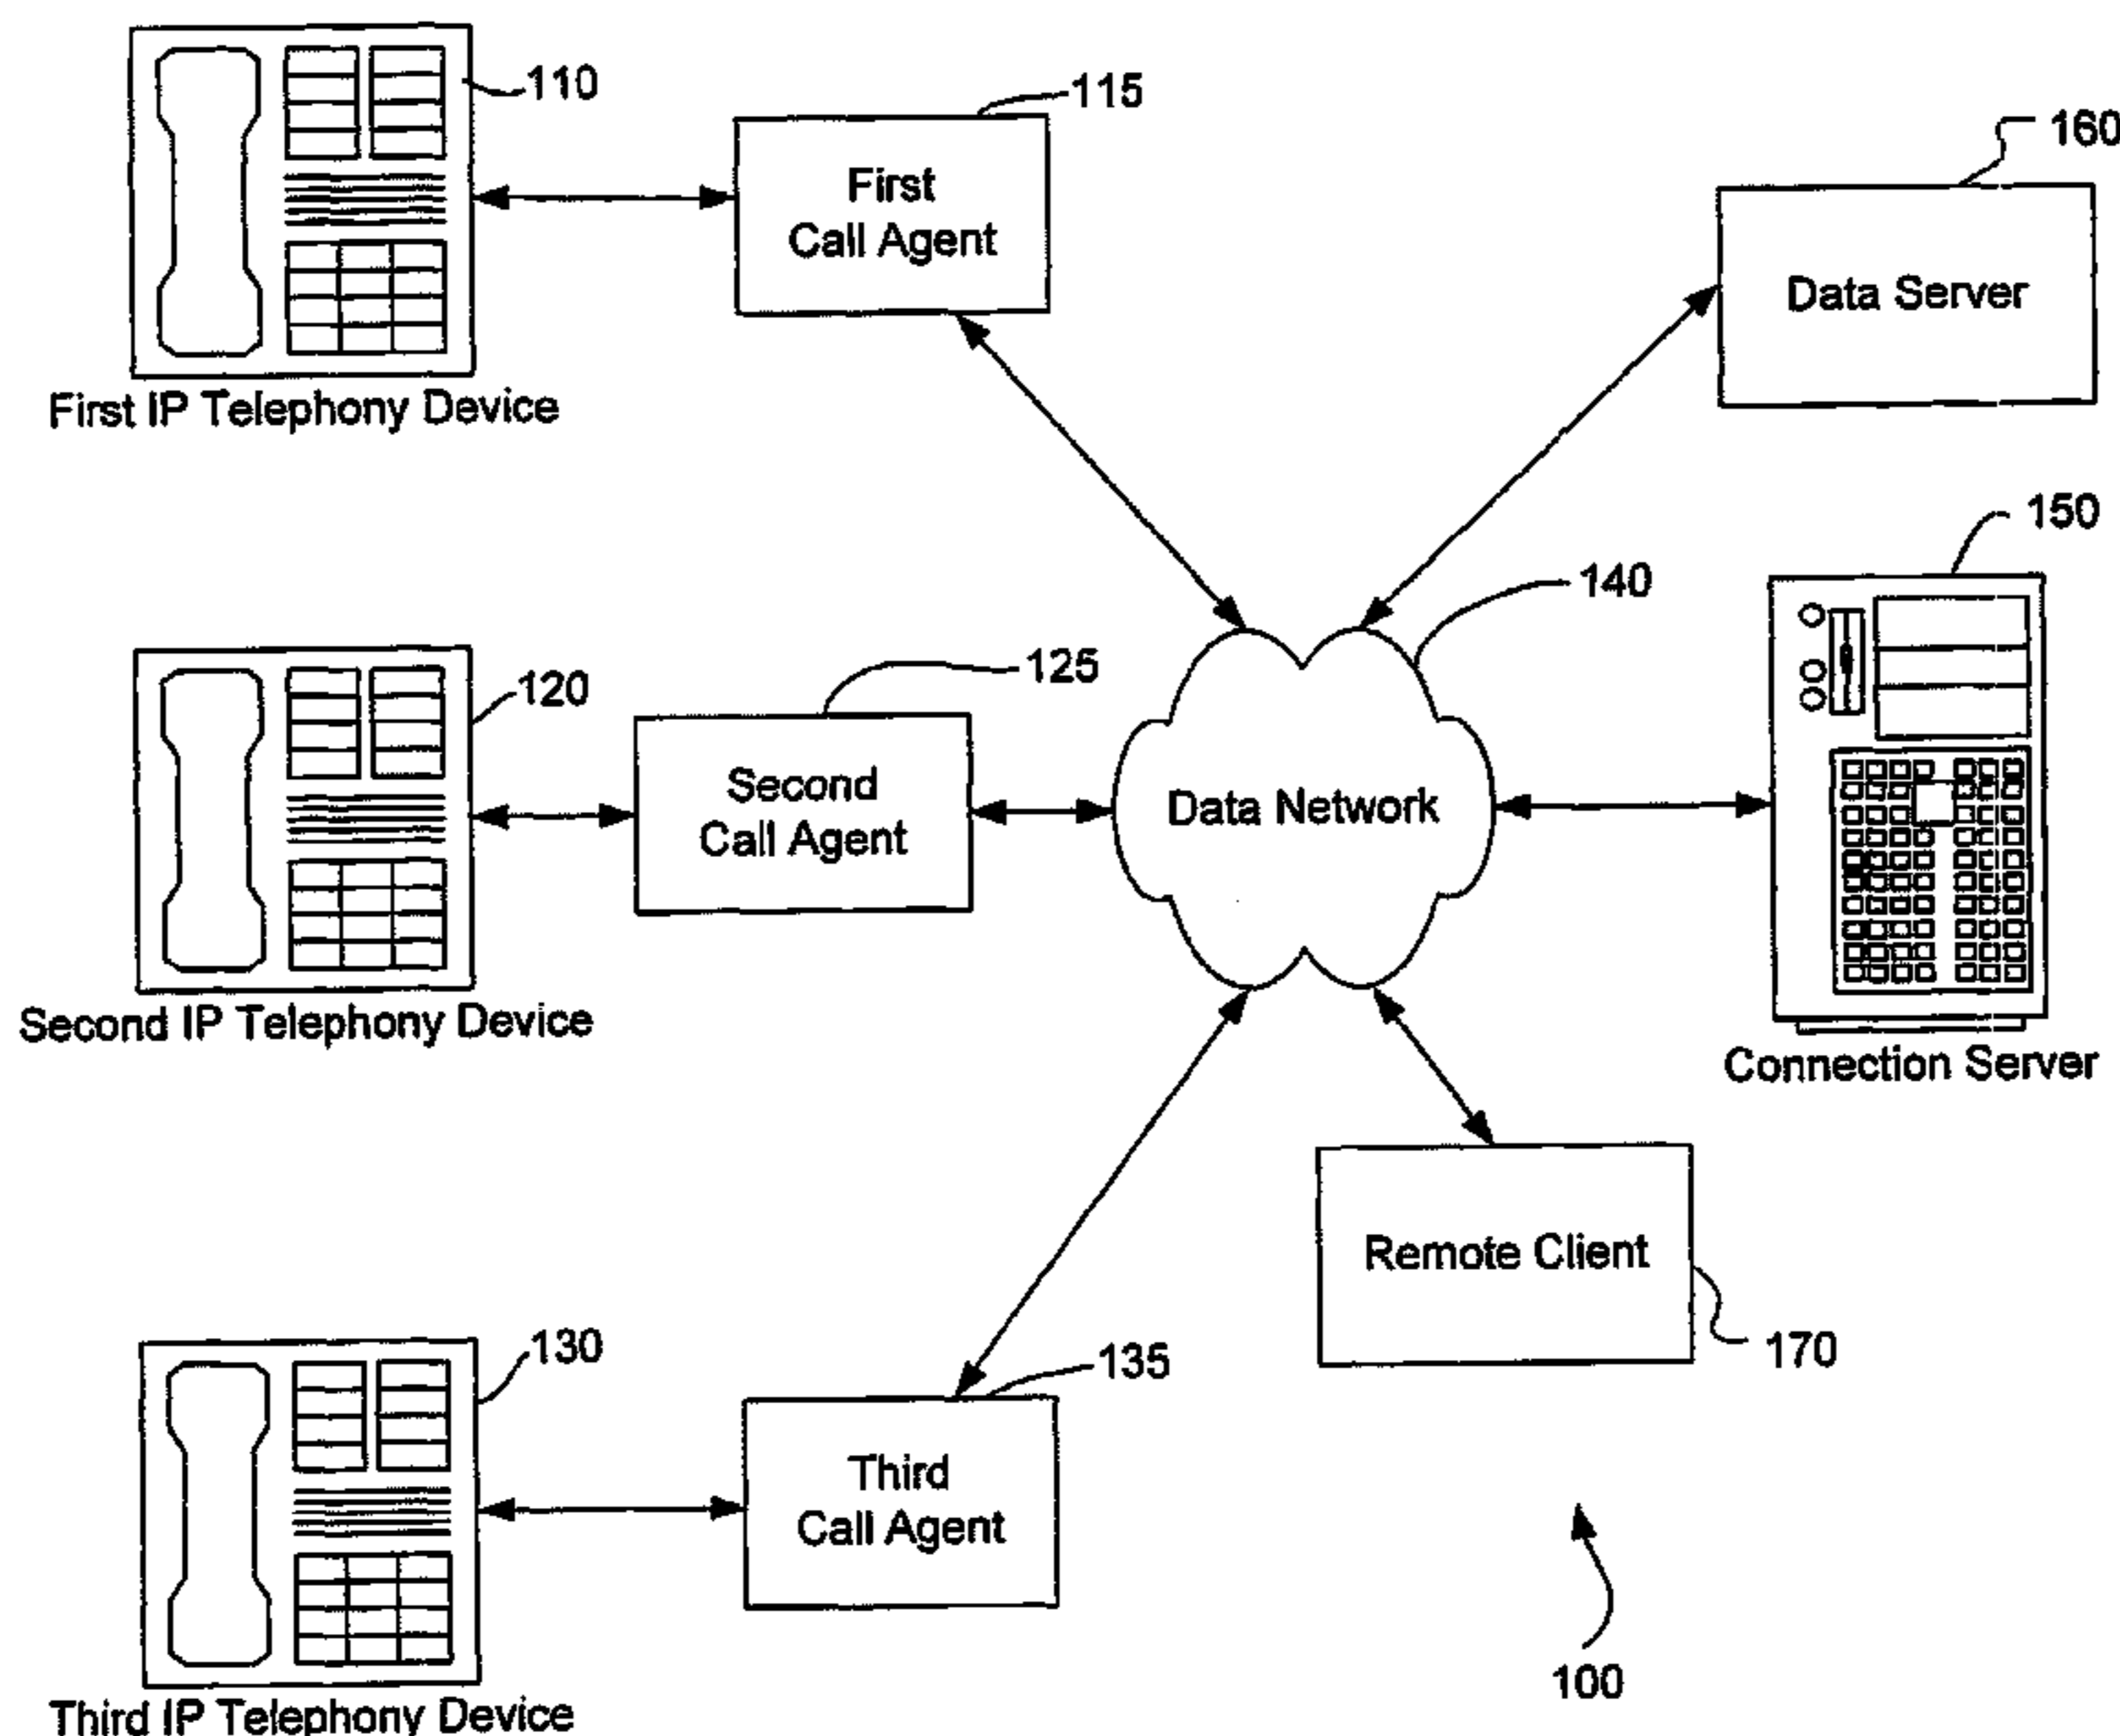 110
115
First
Call Agent
First IP Telephony Device
160
Data Server
150
140
120
125
Second
Call Agent
Data Network
Second IP Telephony Device
Connection Server
Remote Client
170
130
135
Third
Call Agent
100
Third IP Telephony Device